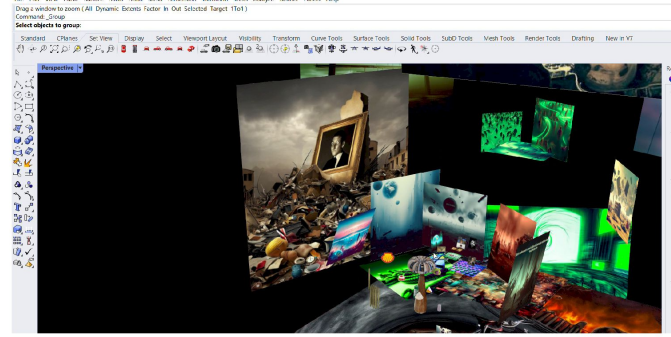 Drag a window to zoom ( All Dynamic Extents Factor In Out Selected Target 1To1 )
Command: _Group
Select objects to group:
Standard CPlanes Set View Display Select Viewport Layout Visibility Transform Curve Tools Surface Tools Solid Tools SubD Tools Mesh Tools Render Tools Drafting New in V7
Perspective